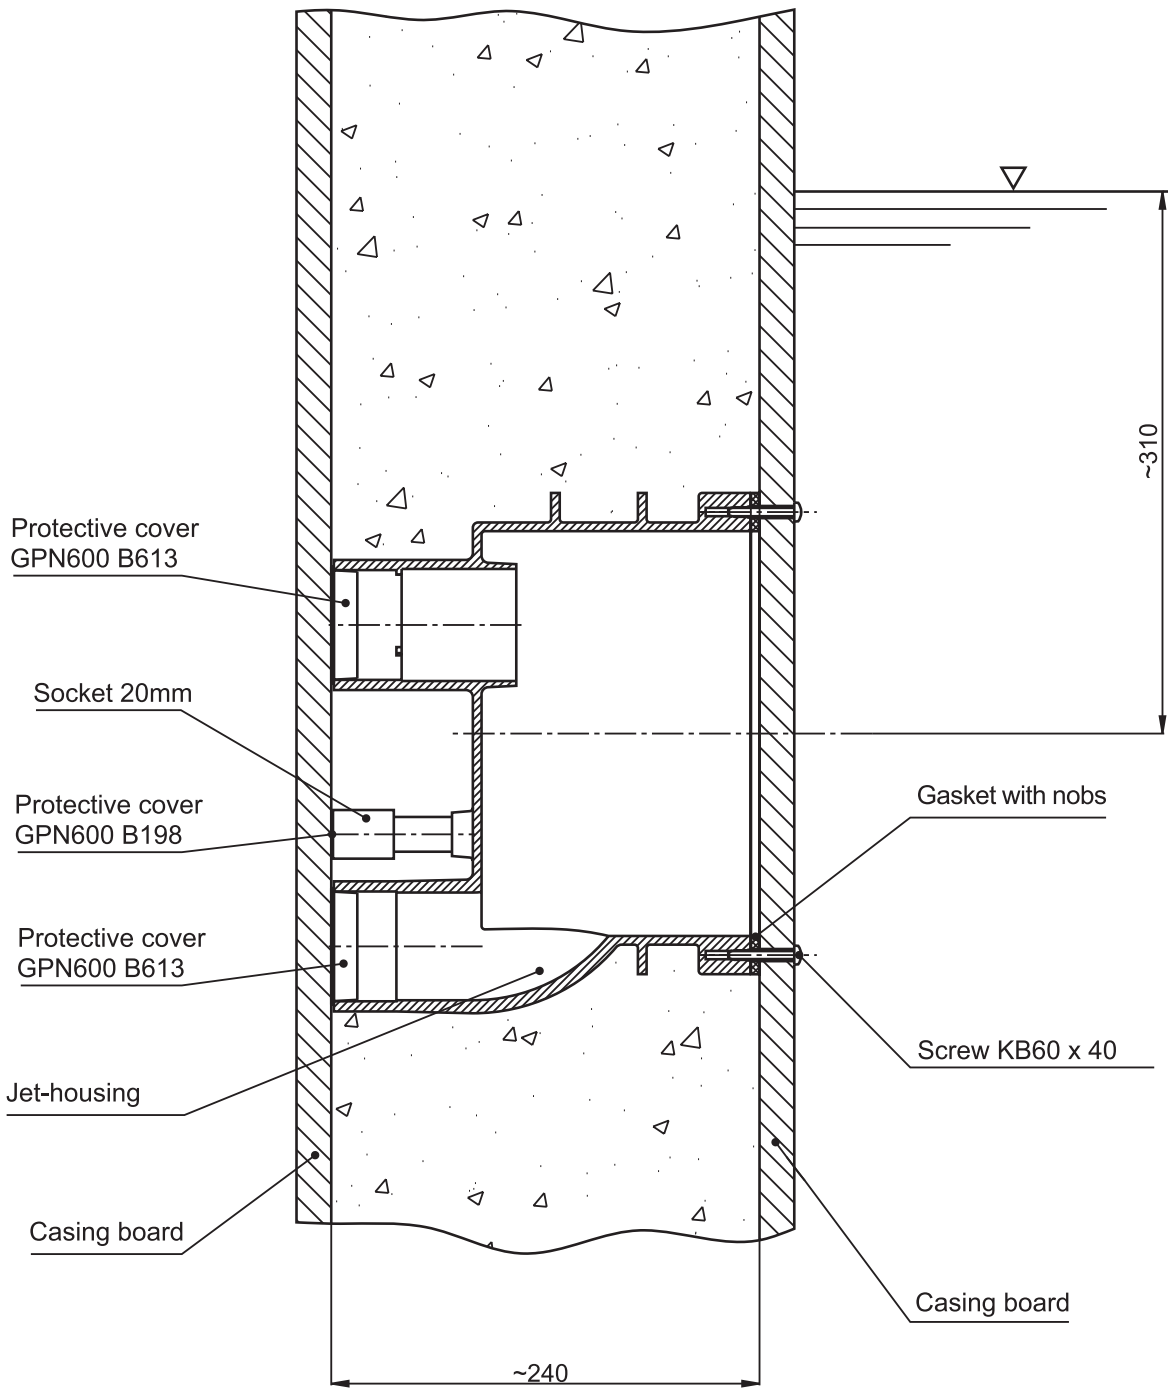 ~310
Protective cover
GPN600 B613
Socket 20mm
Protective cover
GPN600 B198
Gasket with nobs
Protective cover
GPN600 B613
Screw KB60 x 40
Jet-housing
Casing board
Casing board
~240